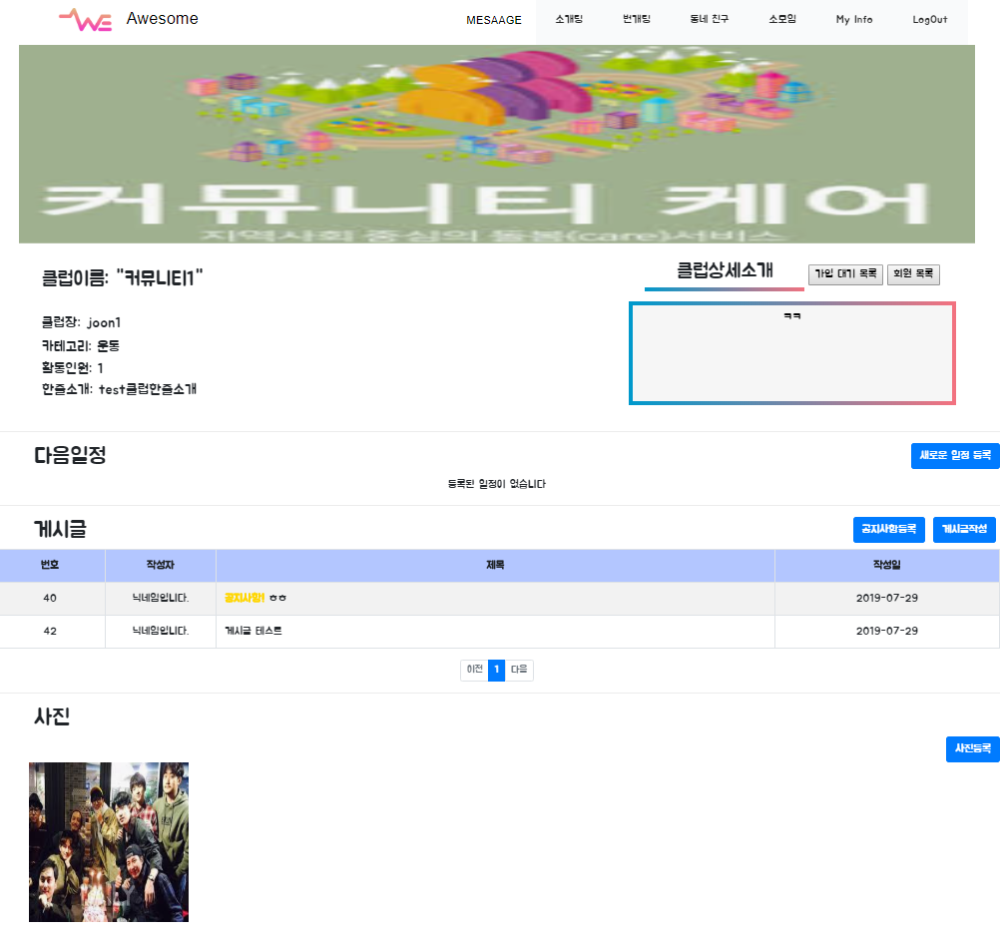 WE Awesome MESAAGE 소개팅 번개팅 동네 친구 소모임 My Info LogOut
커뮤니티 케어
지역사회 중심의 돌봄(care)서비스
클럽이름: "커뮤니티1"
클럽상세소개 가입 대기 목록 회원 목록
ㅋㅋ
클럽장: joon1
카테고리: 운동
활동인원: 1
한줄소개: test클럽한줄소개
다음일정 새로운 일정 등록
등록된 일정이 없습니다
게시글 공지사항등록 게시글작성
번호 작성자 제목 작성일
40 닉네임입니다. 공지사항! ㅎㅎ 2019-07-29
42 닉네임입니다. 게시글 테스트 2019-07-29
이전 1 다음
사진
사진등록